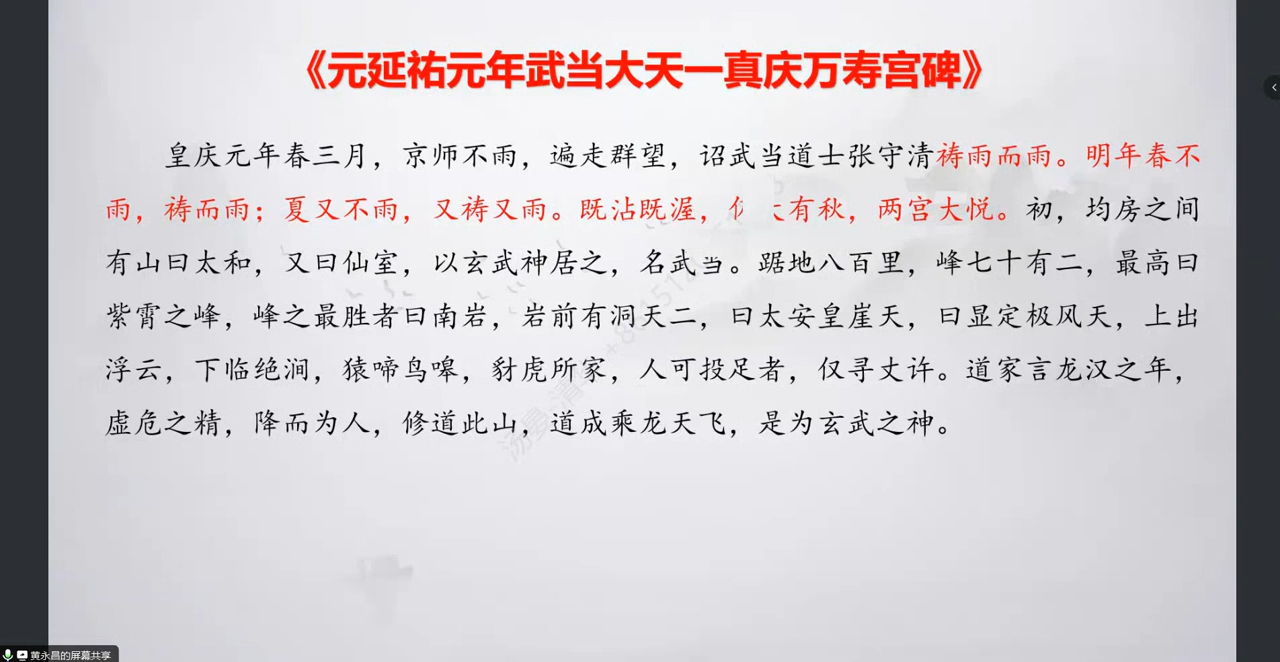 《元延祐元年武当大天一真庆万寿宫碑》
皇庆元年春三月，京师不雨，遍走群望，诏武当道士张守清祷雨而雨。明年春不
雨，祷而雨；夏又不雨，又祷又雨。既沾既渥，大有秋，两宫大悦。初，均房之间
有山曰太和，又曰仙室，以玄武神居之，名武当。踞地八百里，峰七十有二，最高曰
紫霄之峰，峰之最胜者曰南岩，岩前有洞天二，曰太安皇崖天，曰显定极风天，上出
浮云，下临绝涧，猿啼鸟嗥，豺虎所家，人可投足者，仅寻丈许。道家言龙汉之年，
虚危之精，降而为人，修道此山，道成乘龙天飞，是为玄武之神。
黄永昌的屏幕共享